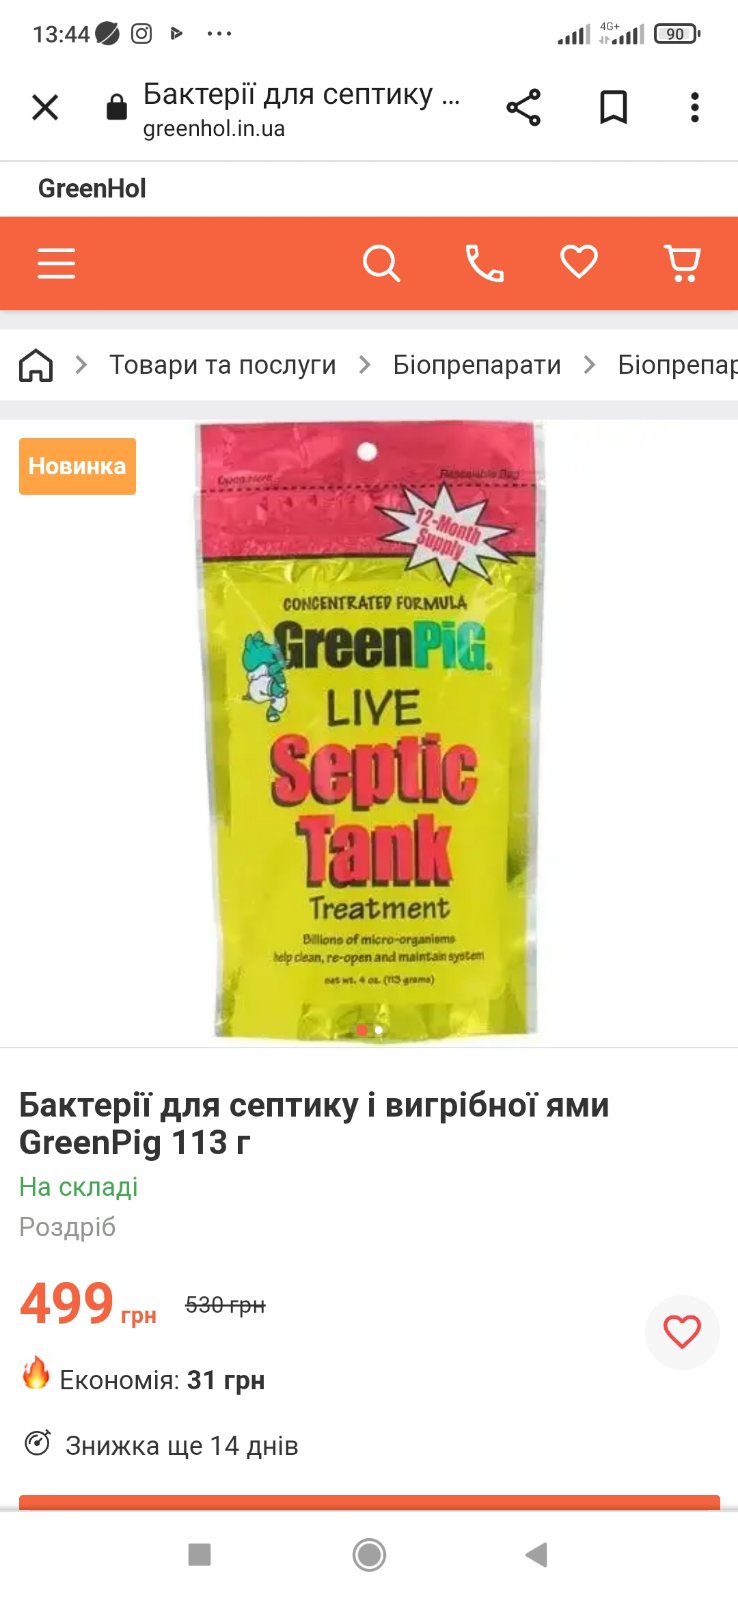 13:44
4G+
90
Бактерії для септику ...
greenhol.in.ua
GreenHol
Товари та послуги
Біопрепарати
Біопрепар
Новинка
Open Here
Resealable Bag
12-Month
Supply
CONCENTRATED FORMULA
GreenPiG.
LIVE
Septic
Tank
Treatment
Billions of micro-organisms
help clean, re-open and maintain system
net wt. 4 oz. (113 grams)
Бактерії для септику і вигрібної ями
GreenPig 113 г
На складі
Роздріб
499 грн 530 грн
Економія: 31 грн
Знижка ще 14 днів